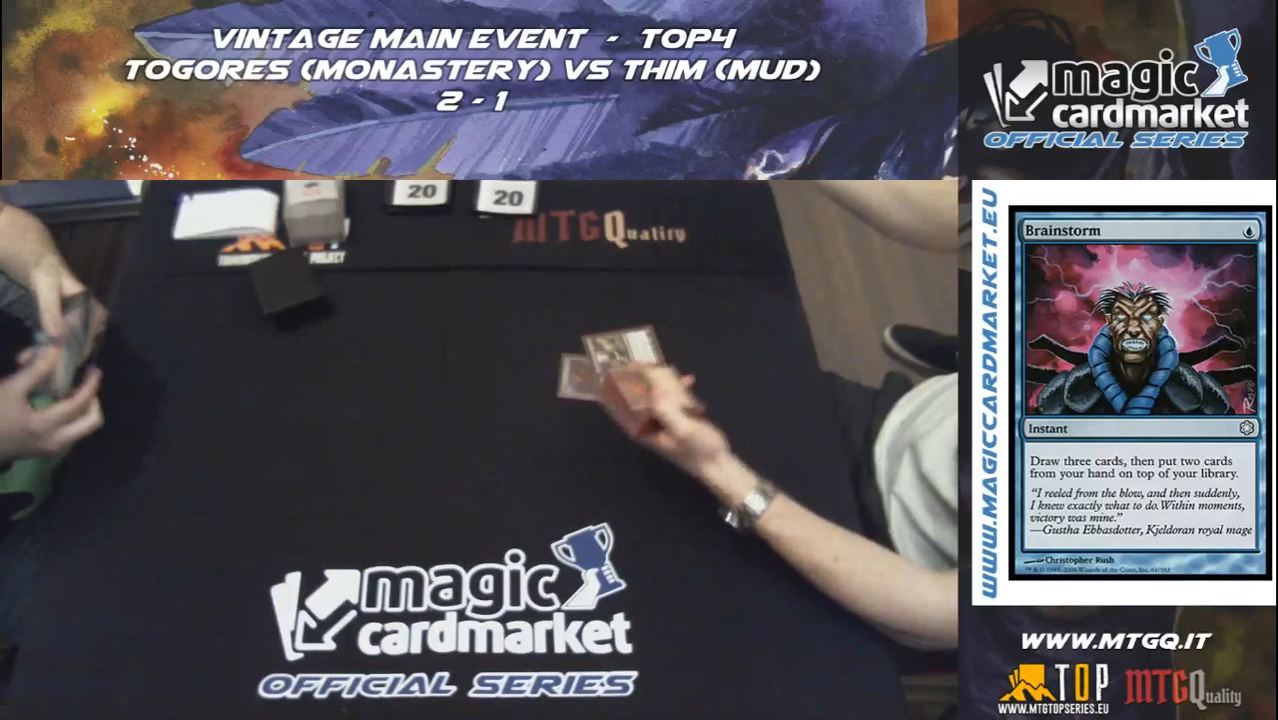 VINTAGE MAIN EVENT - TOP4
TOGORES (MONASTERY) VS THIM (MUD)
2 - 1
magic
cardmarket
OFFICIAL SERIES
20
20
MTGQuality
PROJECT
magic
cardmarket
OFFICIAL SERIES
WWW.MAGICCARDMARKET.EU
Brainstorm
Instant
Draw three cards, then put two cards
from your hand on top of your library.
"I reeled from the blow, and then suddenly,
I knew exactly what to do. Within moments,
victory was mine."
—Gustha Ebbasdotter, Kjeldoran royal mage
Christopher Rush
WWW.MTGQ.IT
TOP
WWW.MTGTOPSERIES.EU
MTGQuality